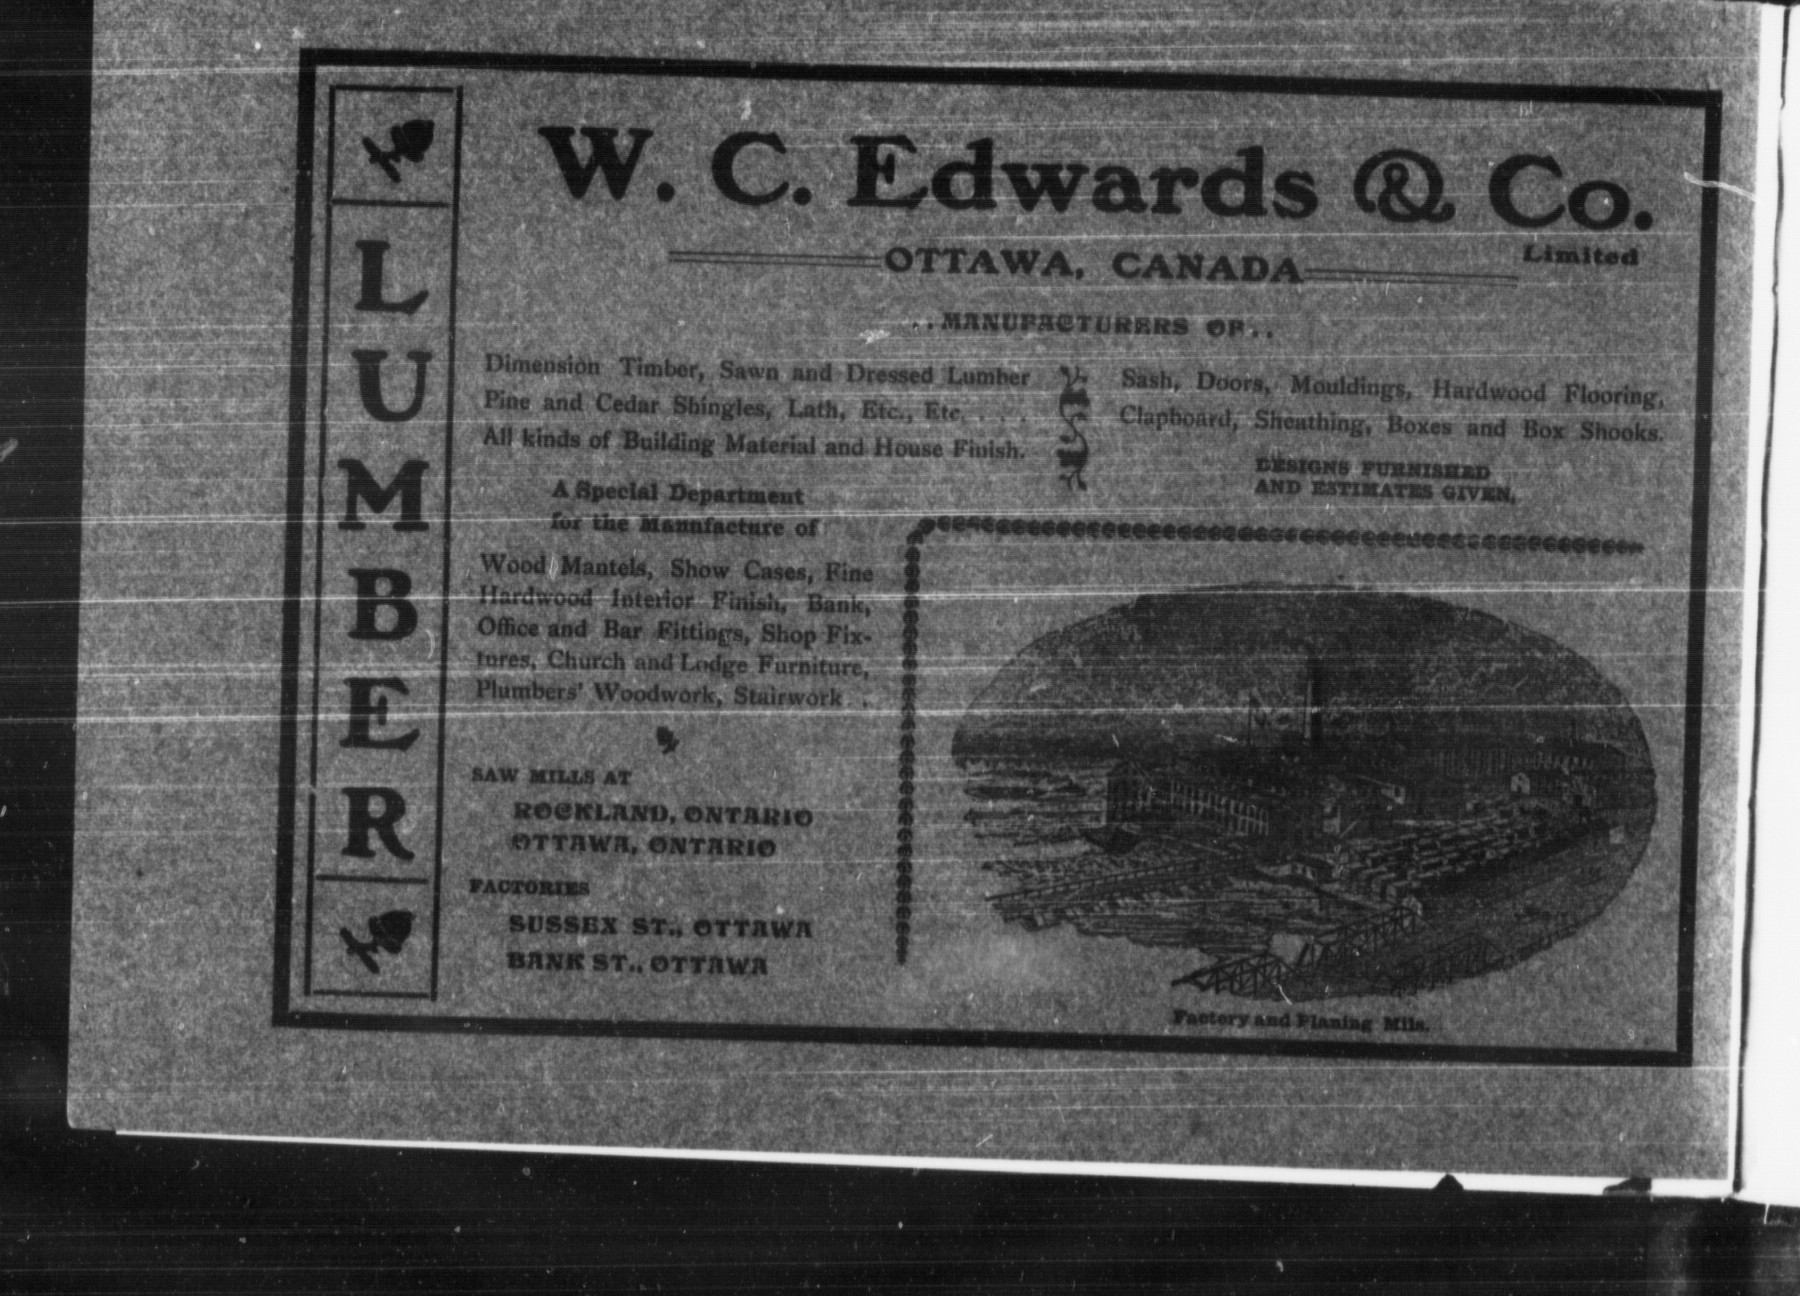 LUMBER
W. C. Edwards & Co.
Limited
OTTAWA, CANADA
..MANUFACTURERS OF..
Dimension Timber, Sawn and Dressed Lumber
Pine and Cedar Shingles, Lath, Etc., Etc. . . .
All kinds of Building Material and House Finish.
Sash, Doors, Mouldings, Hardwood Flooring,
Clapboard, Sheathing, Boxes and Box Shooks.
DESIGNS FURNISHED
AND ESTIMATES GIVEN.
A Special Department
for the Manufacture of
Wood Mantels, Show Cases, Fine
Hardwood Interior Finish, Bank,
Office and Bar Fittings, Shop Fix-
tures, Church and Lodge Furniture,
Plumbers' Woodwork, Stairwork . .
SAW MILLS AT
ROCKLAND, ONTARIO
OTTAWA, ONTARIO
FACTORIES
SUSSEX ST., OTTAWA
BANK ST., OTTAWA
Factory and Planing Mils.